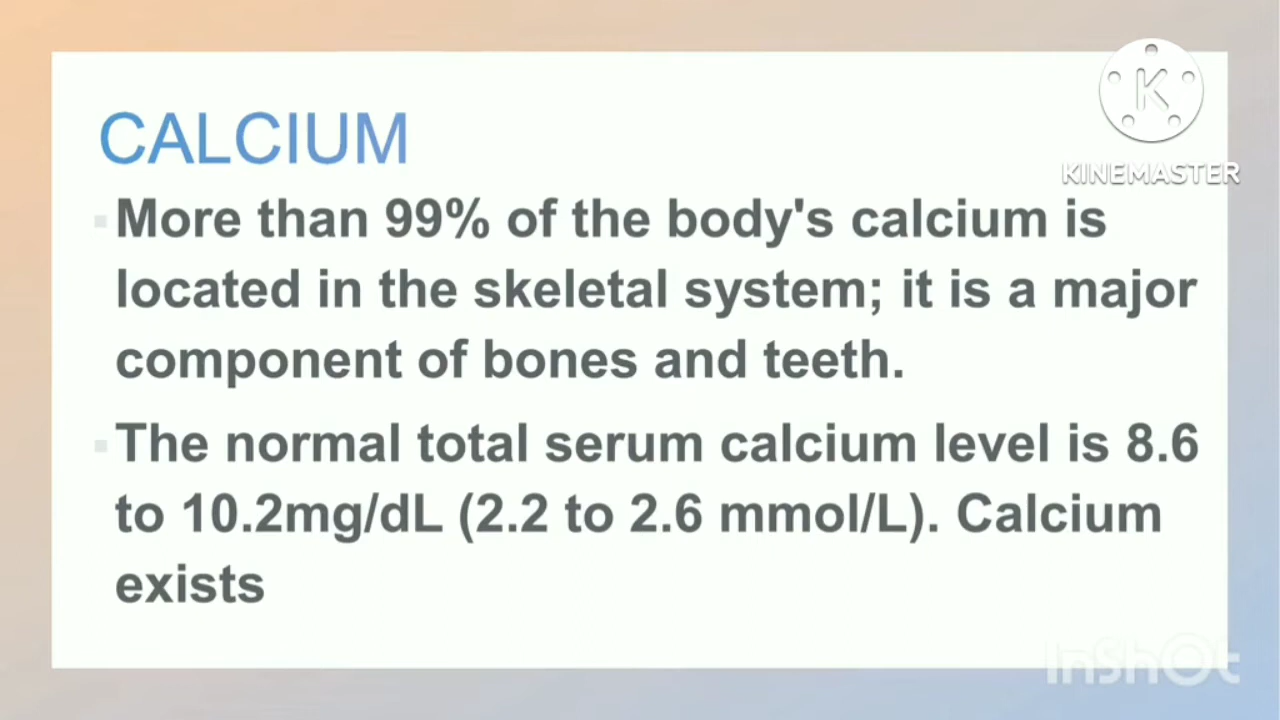 CALCIUM
More than 99% of the body's calcium is
located in the skeletal system; it is a major
component of bones and teeth.
The normal total serum calcium level is 8.6
to 10.2mg/dL (2.2 to 2.6 mmol/L). Calcium
exists
K
KINEMASTER
InShOt